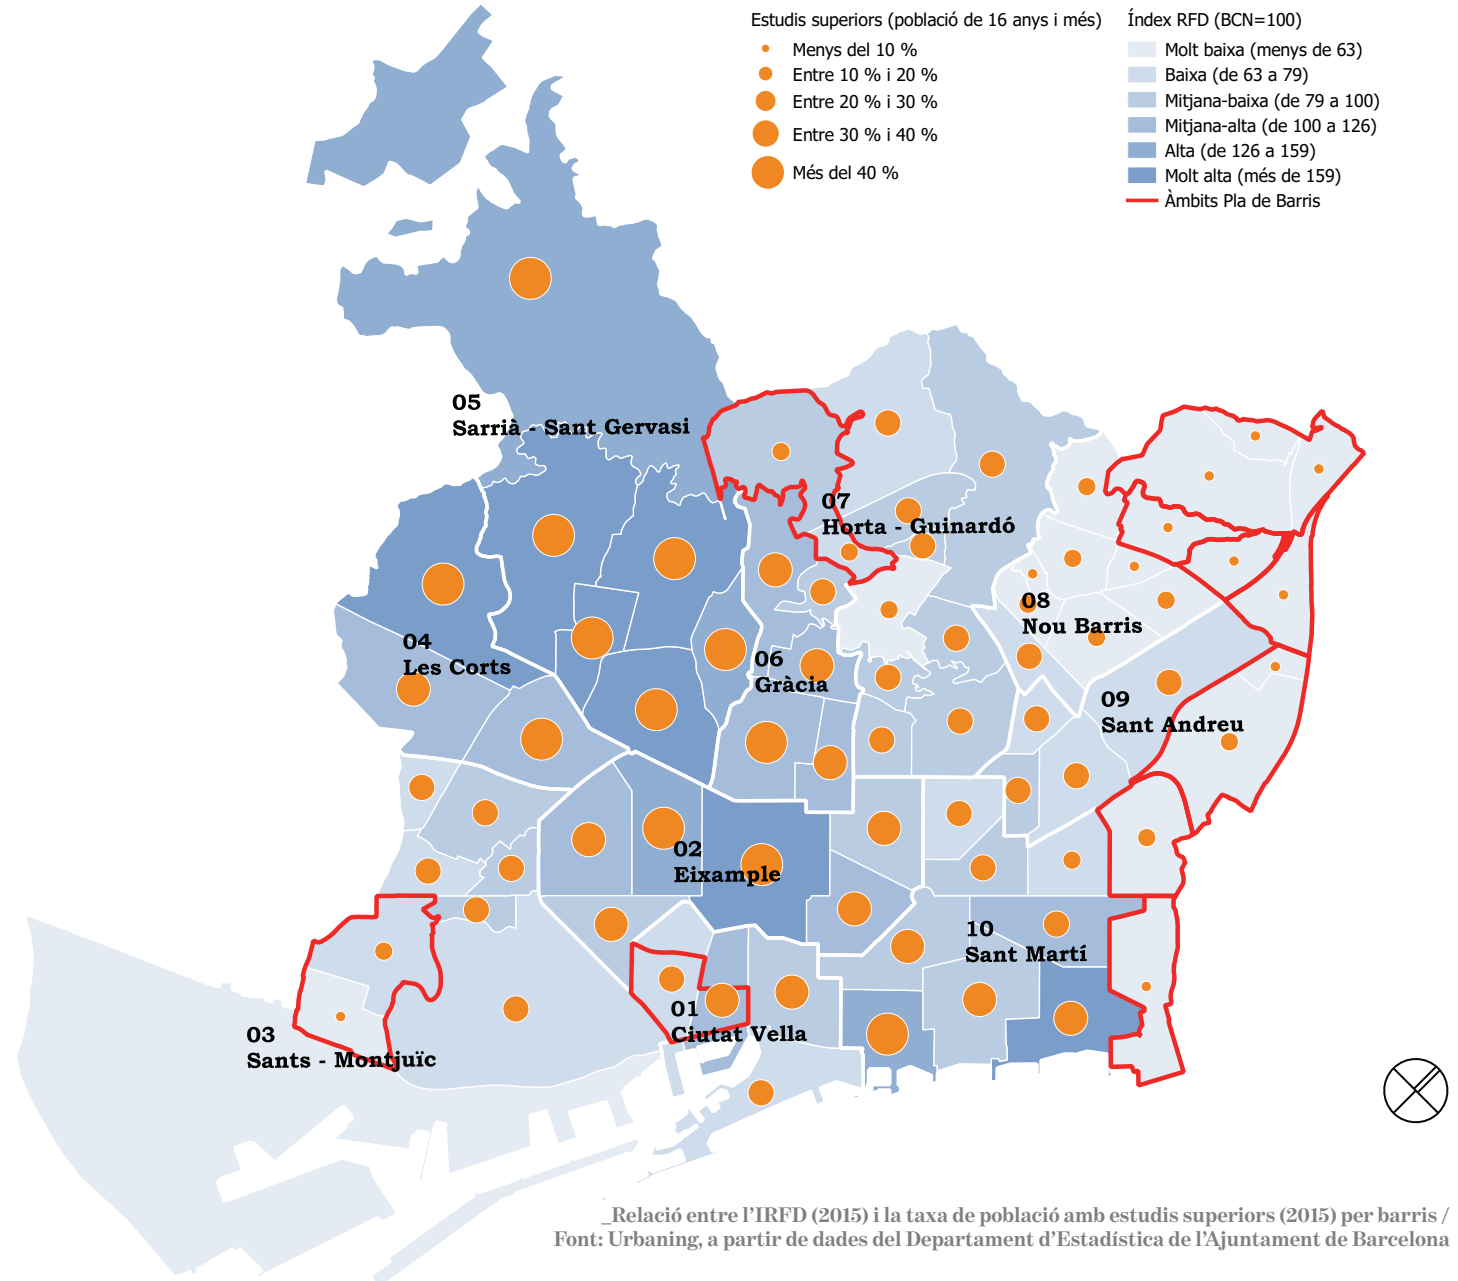 Estudis superiors (població de 16 anys i més)
Menys del 10 %
Entre 10 % i 20 %
Entre 20 % i 30 %
Entre 30 % i 40 %
Més del 40 %
Índex RFD (BCN=100)
Molt baixa (menys de 63)
Baixa (de 63 a 79)
Mitjana-baixa (de 79 a 100)
Mitjana-alta (de 100 a 126)
Alta (de 126 a 159)
Molt alta (més de 159)
Àmbits Pla de Barris
05
Sarrià - Sant Gervasi
07
Horta - Guinardó
08
Nou Barris
04
Les Corts
06
Gràcia
09
Sant Andreu
02
Eixample
10
Sant Martí
01
Ciutat Vella
03
Sants - Montjuïc
_Relació entre l'IRFD (2015) i la taxa de població amb estudis superiors (2015) per barris /
Font: Urbaning, a partir de dades del Departament d'Estadística de l'Ajuntament de Barcelona